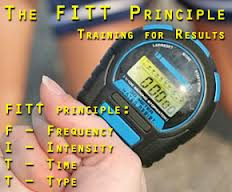 The FITT Principle
Training for Results
FITT principle:
F - Frequency
I - Intensity
T - Time
T - Type